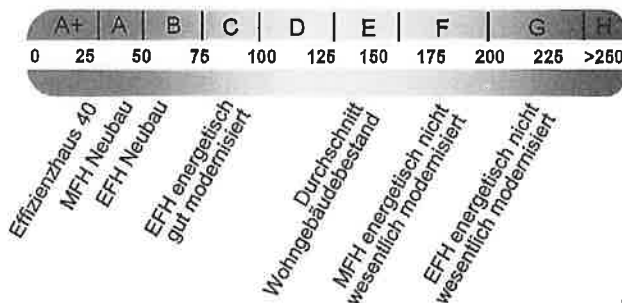 A+ A B C D E F G H
0 25 50 75 100 125 150 175 200 225 >250
Effizienzhaus 40
MFH Neubau
EFH Neubau
EFH energetisch
gut modernisiert
Durchschnitt
Wohngebäudebestand
MFH energetisch nicht
wesentlich modernisiert
EFH energetisch nicht
wesentlich modernisiert